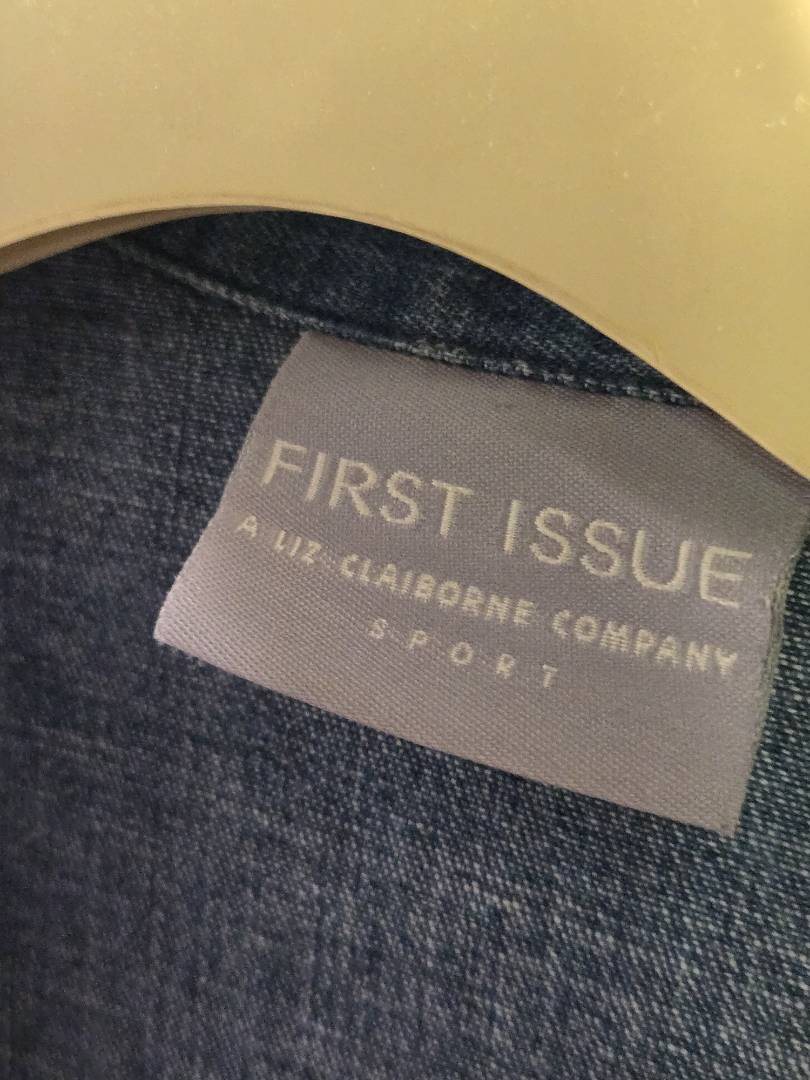 FIRST ISSUE
A LIZ CLAIBORNE COMPANY
SPORT